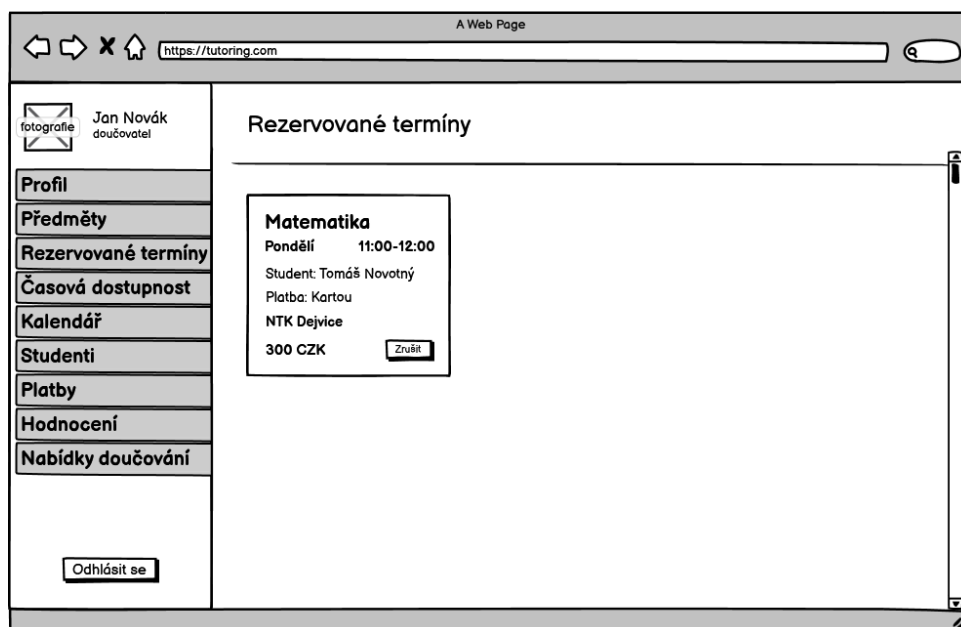 A Web Page
https://tutoring.com
fotografie
Jan Novák
doučovatel
Profil
Předměty
Rezervované termíny
Časová dostupnost
Kalendář
Studenti
Platby
Hodnocení
Nabídky doučování
Odhlásit se
Rezervované termíny
Matematika
Pondělí 11:00-12:00
Student: Tomáš Novotný
Platba: Kartou
NTK Dejvice
300 CZK Zrušit